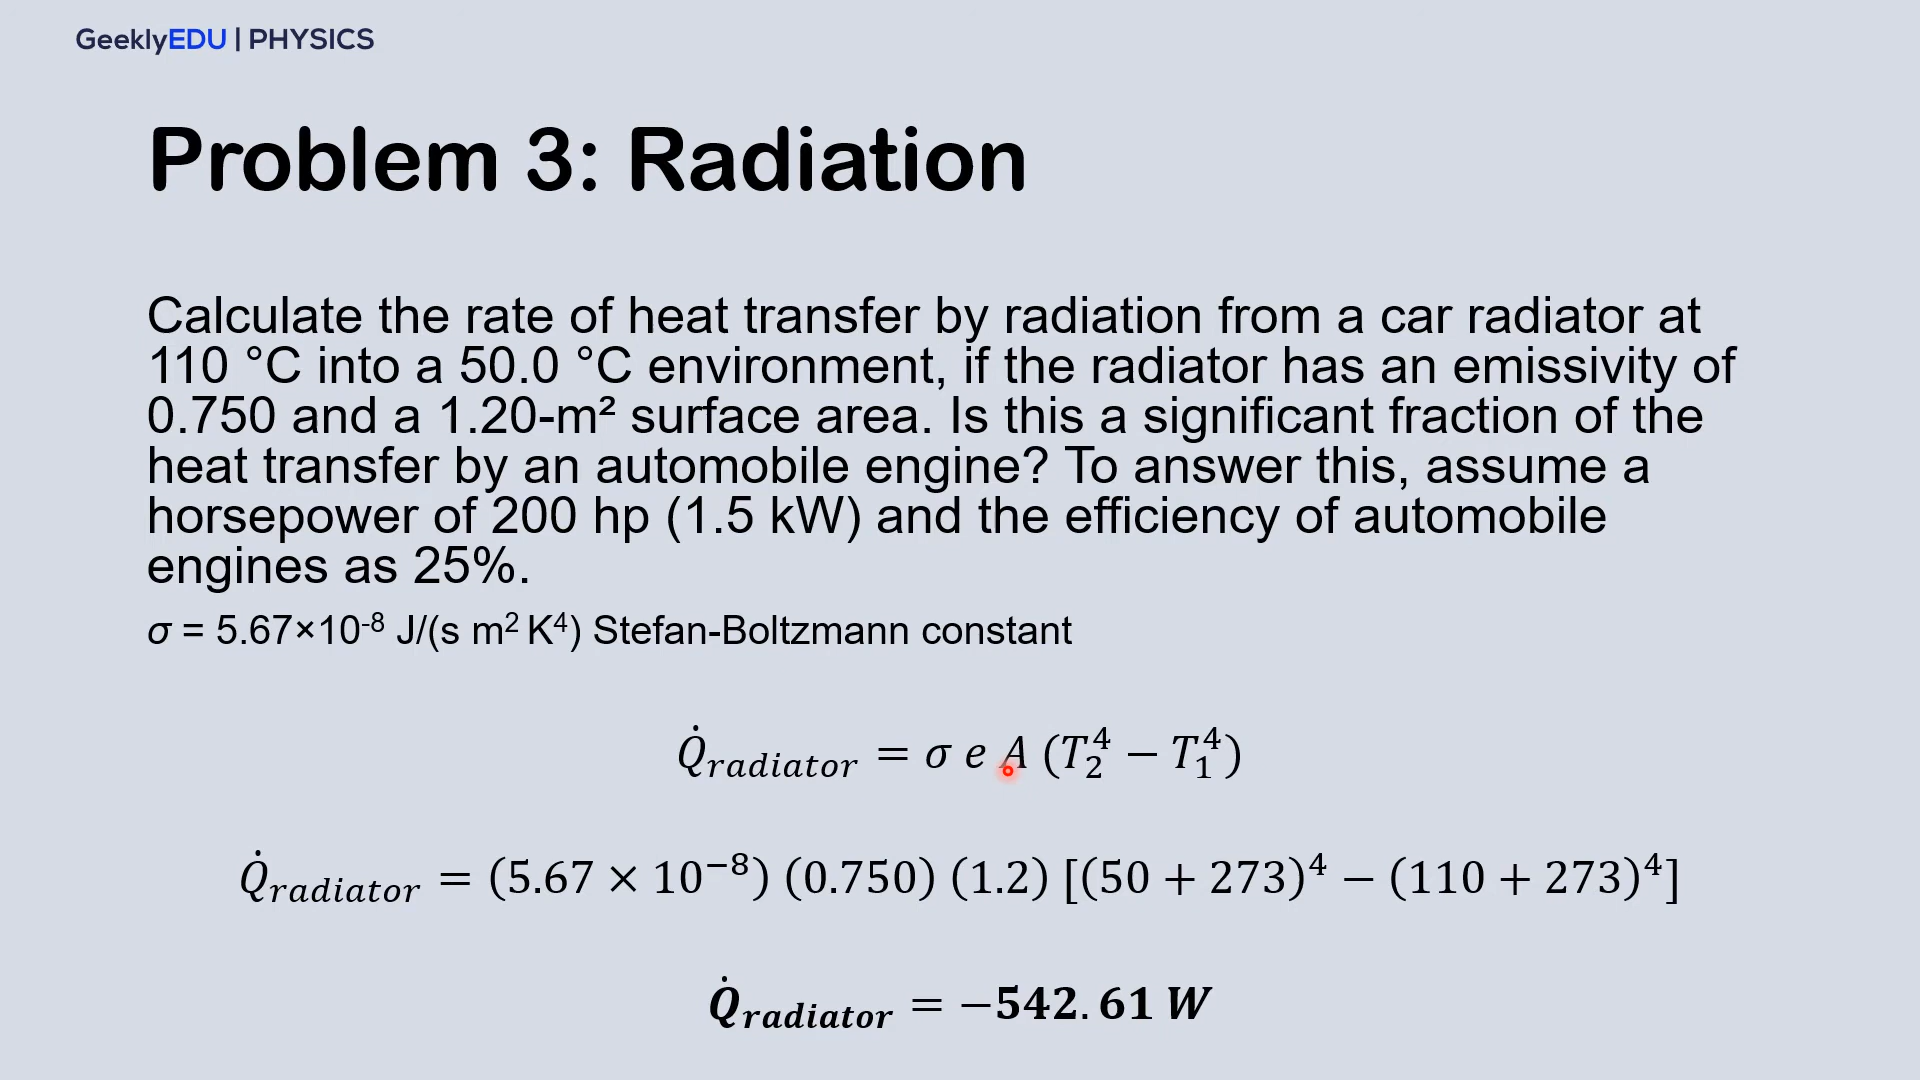 GeeklyEDU | PHYSICS
Problem 3: Radiation
Calculate the rate of heat transfer by radiation from a car radiator at
110 °C into a 50.0 °C environment, if the radiator has an emissivity of
0.750 and a 1.20-m² surface area. Is this a significant fraction of the
heat transfer by an automobile engine? To answer this, assume a
horsepower of 200 hp (1.5 kW) and the efficiency of automobile
engines as 25%.
σ = 5.67×10⁻⁸ J/(s m² K⁴) Stefan-Boltzmann constant
Q̇_radiator = σ e A (T₂⁴ − T₁⁴)
Q̇_radiator = (5.67 × 10⁻⁸) (0.750) (1.2) [(50 + 273)⁴ − (110 + 273)⁴]
Q̇_radiator = −542.61 W